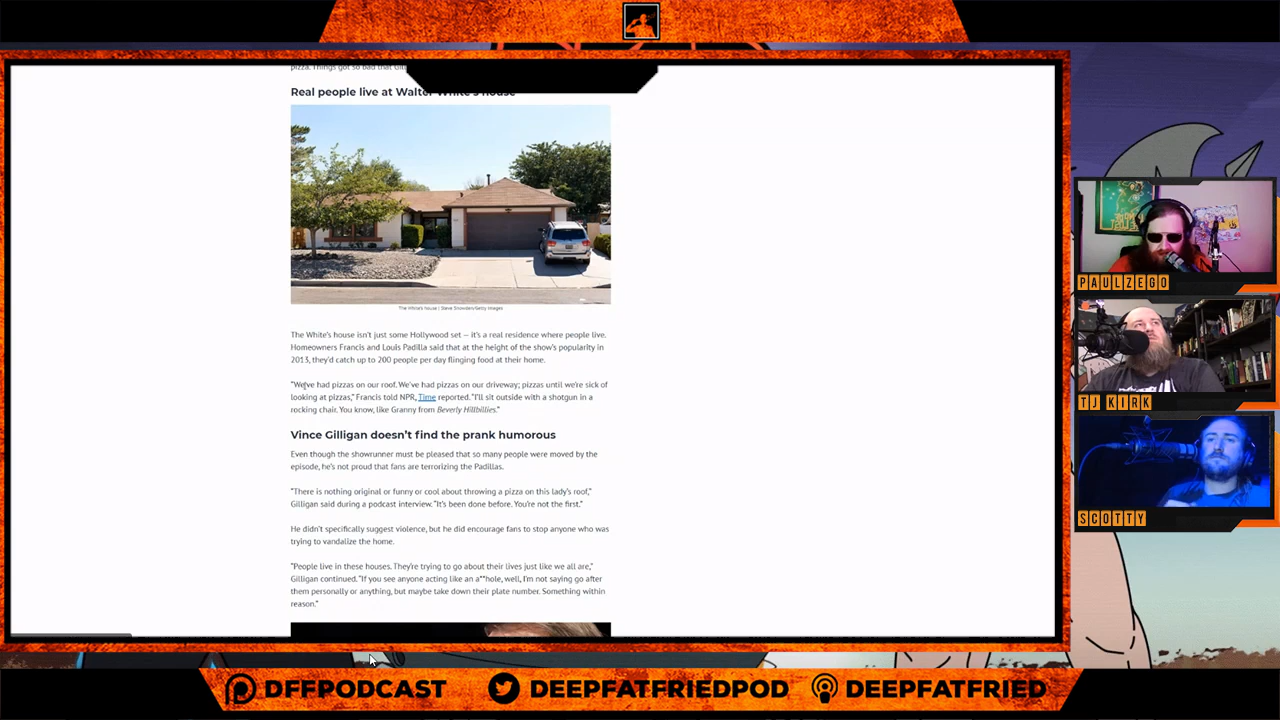 pizza. Things got so bad that Gil
Real people live at Walter White's house
The White's House | Steve Snowden/Getty Images
The White's house isn't just some Hollywood set — it's a real residence where people live.
Homeowners Francis and Louis Padilla said that at the height of the show's popularity in
2013, they'd catch up to 200 people per day flinging food at their home.
"We've had pizzas on our roof. We've had pizzas on our driveway; pizzas until we're sick of
looking at pizzas," Francis told NPR, Time reported. "I'll sit outside with a shotgun in a
rocking chair. You know, like Granny from Beverly Hillbillies."
Vince Gilligan doesn't find the prank humorous
Even though the showrunner must be pleased that so many people were moved by the
episode, he's not proud that fans are terrorizing the Padillas.
"There is nothing original or funny or cool about throwing a pizza on this lady's roof,"
Gilligan said during a podcast interview. "It's been done before. You're not the first."
He didn't specifically suggest violence, but he did encourage fans to stop anyone who was
trying to vandalize the home.
"People live in these houses. They're trying to go about their lives just like we all are,"
Gilligan continued. "If you see anyone acting like an a**hole, well, I'm not saying go after
them personally or anything, but maybe take down their plate number. Something within
reason."
PAULZEGO
TJ KIRK
SCOTTY
DFFPODCAST
DEEPFATFRIEDPOD
DEEPFATFRIED